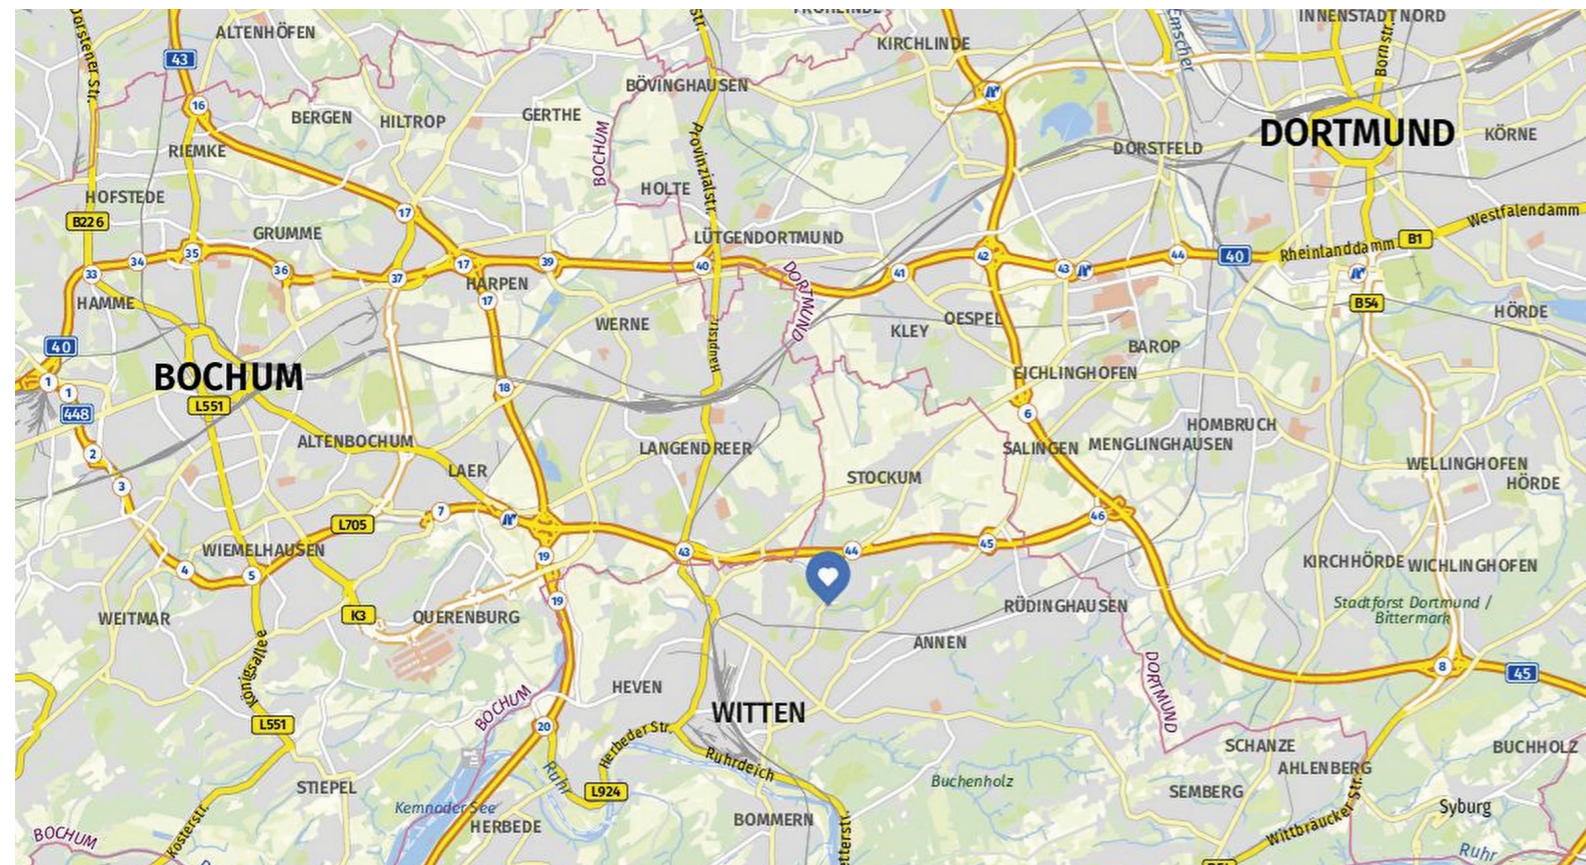 FROHLINDE
INNENSTADT NORD
Dorstener Str.
ALTENHÖFEN
KIRCHLINDE
Emscher
Bornstr.
43
BÖVINGHAUSEN
16
BERGEN
HILTROP
GERTHE
DORTMUND
KÖRNE
RIEMKE
BOCHUM
Provinzialstr.
DORSTFELD
HOFSTEDE
HOLTE
B226
17
Westfalendamm
GRUMME
LÜTGENDORTMUND
B1
Rheinlanddamm
33
34
35
36
37
17
39
40
41
42
43
44
40
HAMME
HARPEN
17
DORTMUND
B54
WERNE
KLEY
OESPEL
HÖRDE
40
Hauptstr.
BAROP
BOCHUM
1
1
18
EICHLINGHOFEN
L551
448
6
HOMBRUCH
2
ALTENBOCHUM
LANGENDREER
SALINGEN
MENGLINGHAUSEN
WELLINGHOFEN
3
LAER
STOCKUM
HÖRDE
L705
7
46
WIEMELHAUSEN
19
43
44
45
4
5
KIRCHHÖRDE
WICHLINGHOFEN
19
K3
QUERENBURG
WEITMAR
RÜDINGHAUSEN
Stadtforst Dortmund /
Bittermark
ANNEN
Königsallee
8
45
BOCHUM
HEVEN
DORTMUND
L551
20
WITTEN
Herbeder Str.
SCHANZE
BUCHHOLZ
Ruhrdeich
AHLENBERG
STIEPEL
Ruhr
L924
Buchenholz
SEMBERG
Kemnader See
Syburg
HERBEDE
BOMMERN
Wittbräucker Str.
Kosterstr.
BOCHUM
etterstr.
Ruhr